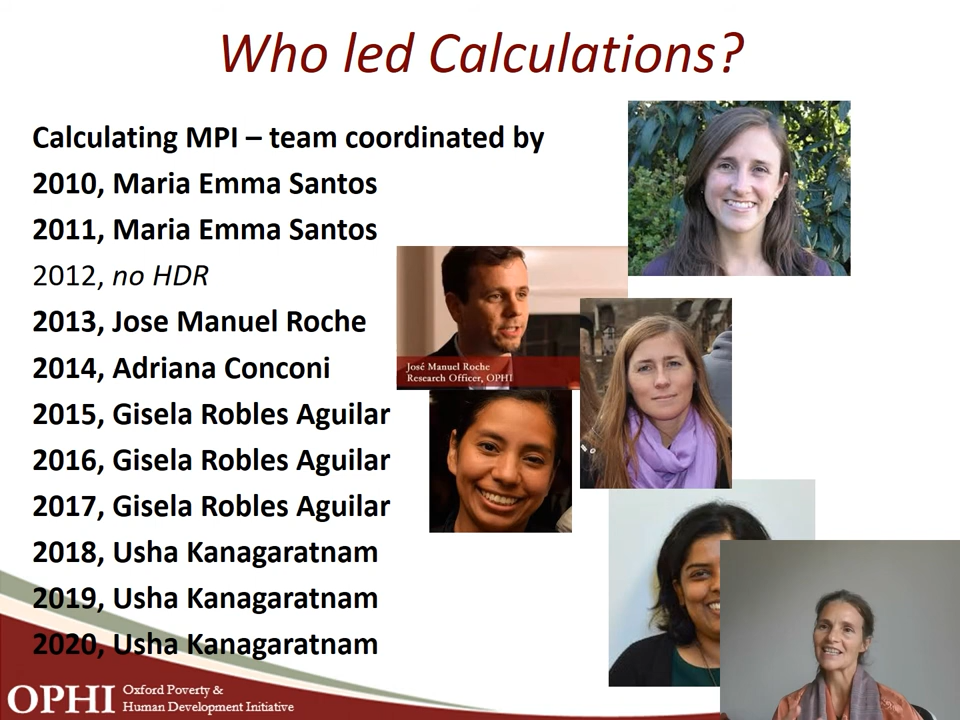 Who led Calculations?
Calculating MPI – team coordinated by
2010, Maria Emma Santos
2011, Maria Emma Santos
2012, no HDR
2013, Jose Manuel Roche
2014, Adriana Conconi
2015, Gisela Robles Aguilar
2016, Gisela Robles Aguilar
2017, Gisela Robles Aguilar
2018, Usha Kanagaratnam
2019, Usha Kanagaratnam
2020, Usha Kanagaratnam
José Manuel Roche
Research Officer, OPHI
OPHI
Oxford Poverty &
Human Development Initiative